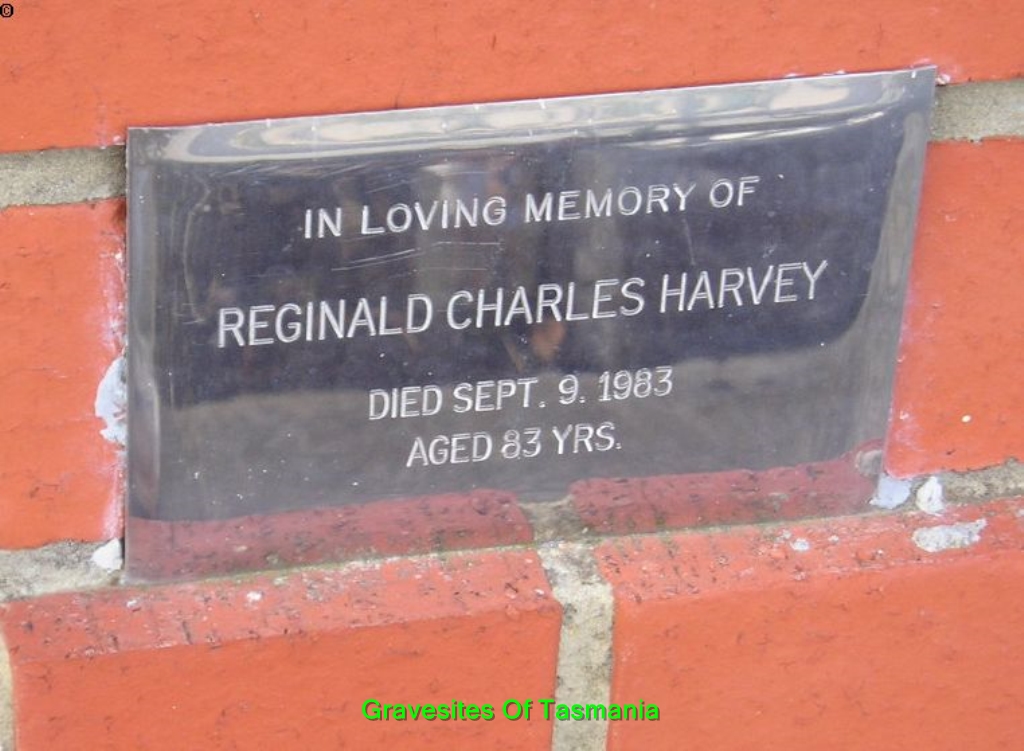 ©
IN LOVING MEMORY OF
REGINALD CHARLES HARVEY
DIED SEPT. 9. 1983
AGED 83 YRS.
Gravesites Of Tasmania